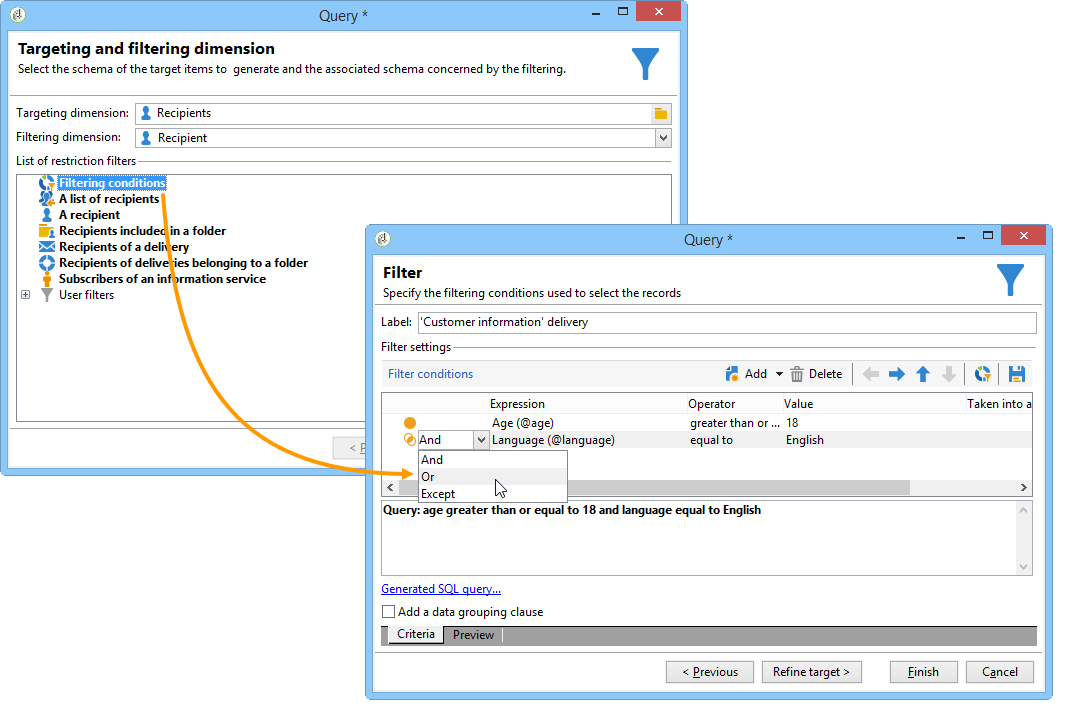 Query *
Targeting and filtering dimension
Select the schema of the target items to generate and the associated schema concerned by the filtering.
Targeting dimension: Recipients
Filtering dimension: Recipient
List of restriction filters
Filtering conditions
A list of recipients
A recipient
Recipients included in a folder
Recipients of a delivery
Recipients of deliveries belonging to a folder
Subscribers of an information service
User filters
< P
Query *
Filter
Specify the filtering conditions used to select the records
Label: 'Customer information' delivery
Filter settings
Filter conditions Add Delete
Expression Operator Value Taken into a
Age (@age) greater than or ... 18
And Language (@language) equal to English
And
Or
Except
Query: age greater than or equal to 18 and language equal to English
Generated SQL query...
Add a data grouping clause
Criteria Preview
< Previous Refine target > Finish Cancel